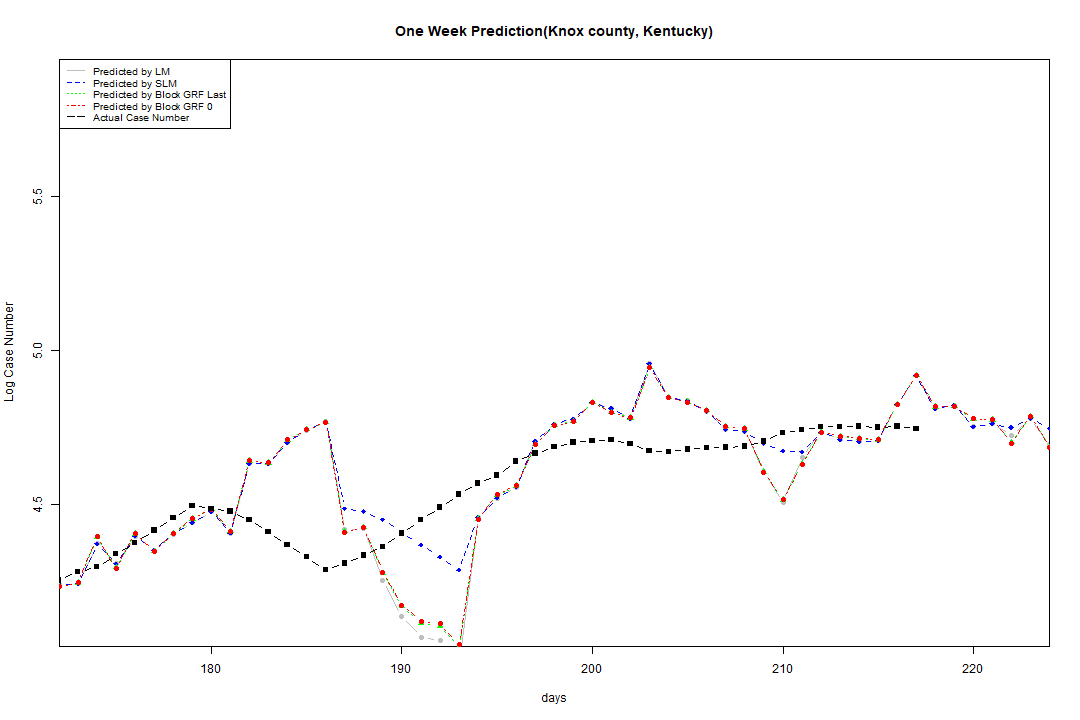 One Week Prediction(Knox county, Kentucky)
Predicted by LM
Predicted by SLM
Predicted by Block GRF Last
Predicted by Block GRF 0
Actual Case Number
5.5
5.0
4.5
Log Case Number
180 190 200 210 220
days